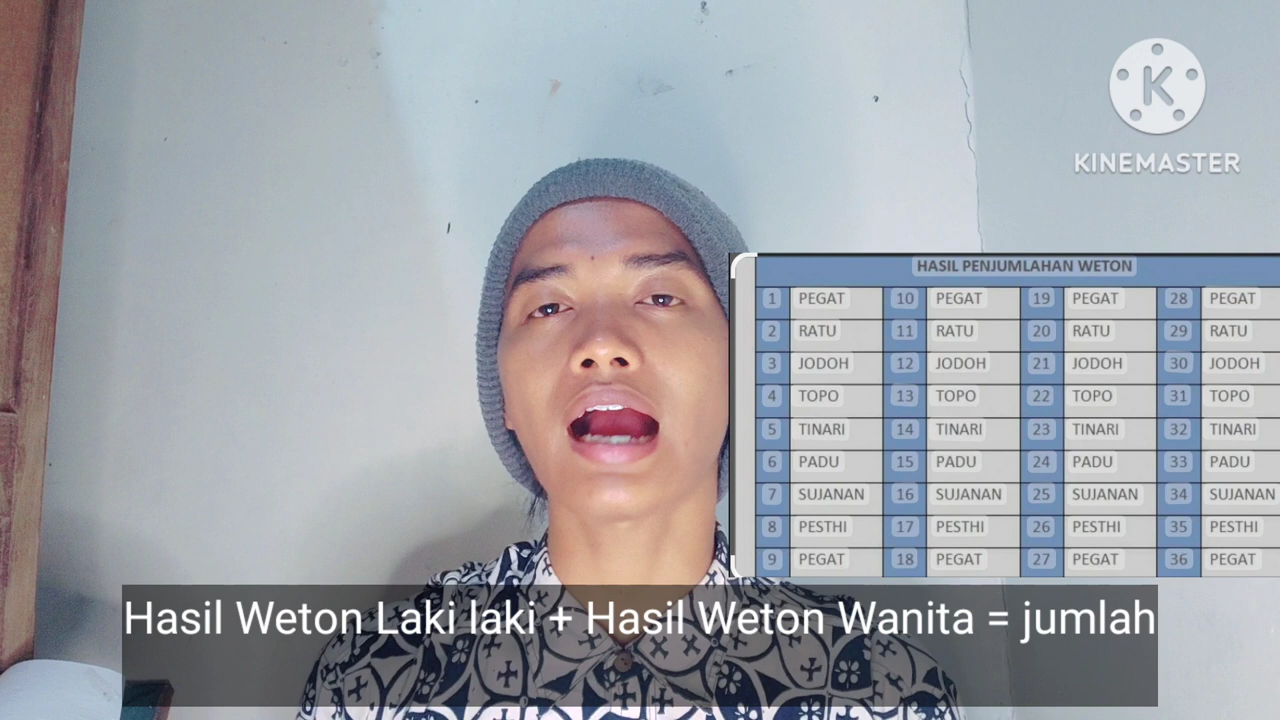 K
KINEMASTER
HASIL PENJUMLAHAN WETON
1 PEGAT 10 PEGAT 19 PEGAT 28 PEGAT
2 RATU 11 RATU 20 RATU 29 RATU
3 JODOH 12 JODOH 21 JODOH 30 JODOH
4 TOPO 13 TOPO 22 TOPO 31 TOPO
5 TINARI 14 TINARI 23 TINARI 32 TINARI
6 PADU 15 PADU 24 PADU 33 PADU
7 SUJANAN 16 SUJANAN 25 SUJANAN 34 SUJANAN
8 PESTHI 17 PESTHI 26 PESTHI 35 PESTHI
9 PEGAT 18 PEGAT 27 PEGAT 36 PEGAT
Hasil Weton Laki laki + Hasil Weton Wanita = jumlah